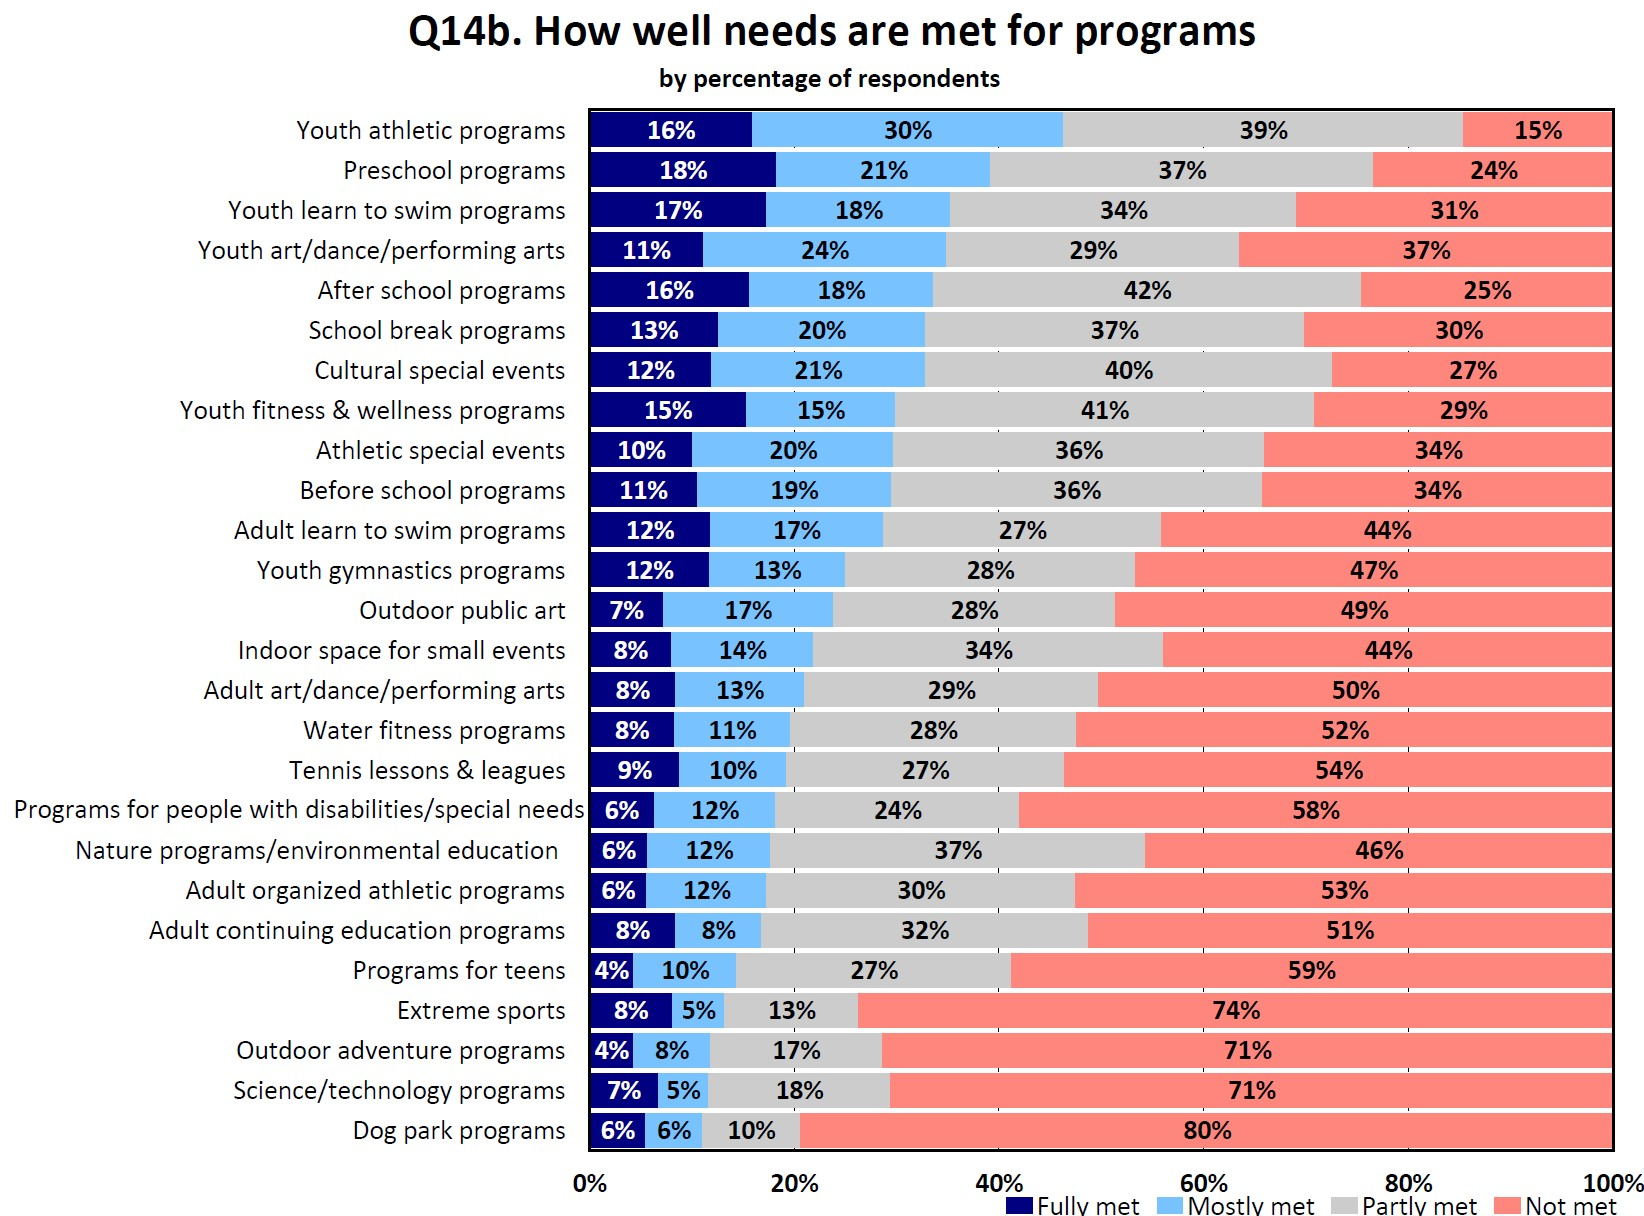 Q14b. How well needs are met for programs
by percentage of respondents
Youth athletic programs 16% 30% 39% 15%
Preschool programs 18% 21% 37% 24%
Youth learn to swim programs 17% 18% 34% 31%
Youth art/dance/performing arts 11% 24% 29% 37%
After school programs 16% 18% 42% 25%
School break programs 13% 20% 37% 30%
Cultural special events 12% 21% 40% 27%
Youth fitness & wellness programs 15% 15% 41% 29%
Athletic special events 10% 20% 36% 34%
Before school programs 11% 19% 36% 34%
Adult learn to swim programs 12% 17% 27% 44%
Youth gymnastics programs 12% 13% 28% 47%
Outdoor public art 7% 17% 28% 49%
Indoor space for small events 8% 14% 34% 44%
Adult art/dance/performing arts 8% 13% 29% 50%
Water fitness programs 8% 11% 28% 52%
Tennis lessons & leagues 9% 10% 27% 54%
Programs for people with disabilities/special needs 6% 12% 24% 58%
Nature programs/environmental education 6% 12% 37% 46%
Adult organized athletic programs 6% 12% 30% 53%
Adult continuing education programs 8% 8% 32% 51%
Programs for teens 4% 10% 27% 59%
Extreme sports 8% 5% 13% 74%
Outdoor adventure programs 4% 8% 17% 71%
Science/technology programs 7% 5% 18% 71%
Dog park programs 6% 6% 10% 80%
0% 20% 40% 60% 80% 100%
Fully met Mostly met Partly met Not met